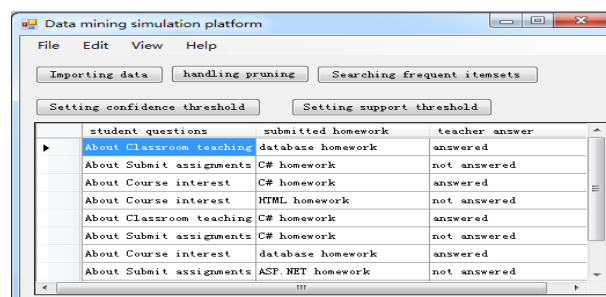 Data mining simulation platform
File Edit View Help
Importing data handling pruning Searching frequent itemsets
Setting confidence threshold Setting support threshold
student questions submitted homework teacher answer
About Classroom teaching database homework answered
About Submit assignments C# homework not answered
About Course interest C# homework answered
About Course interest HTML homework not answered
About Classroom teaching C# homework answered
About Submit assignments C# homework not answered
About Course interest database homework answered
About Submit assignments ASP.NET homework not answered